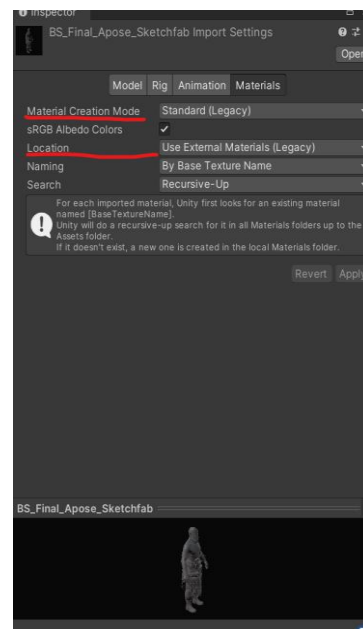 Inspector
BS_Final_Apose_Sketchfab Import Settings
Open
Model Rig Animation Materials
Material Creation Mode Standard (Legacy)
sRGB Albedo Colors
Location Use External Materials (Legacy)
Naming By Base Texture Name
Search Recursive-Up
For each imported material, Unity first looks for an existing material
named [BaseTextureName].
Unity will do a recursive-up search for it in all Materials folders up to the
Assets folder.
If it doesn't exist, a new one is created in the local Materials folder.
Revert Apply
BS_Final_Apose_Sketchfab